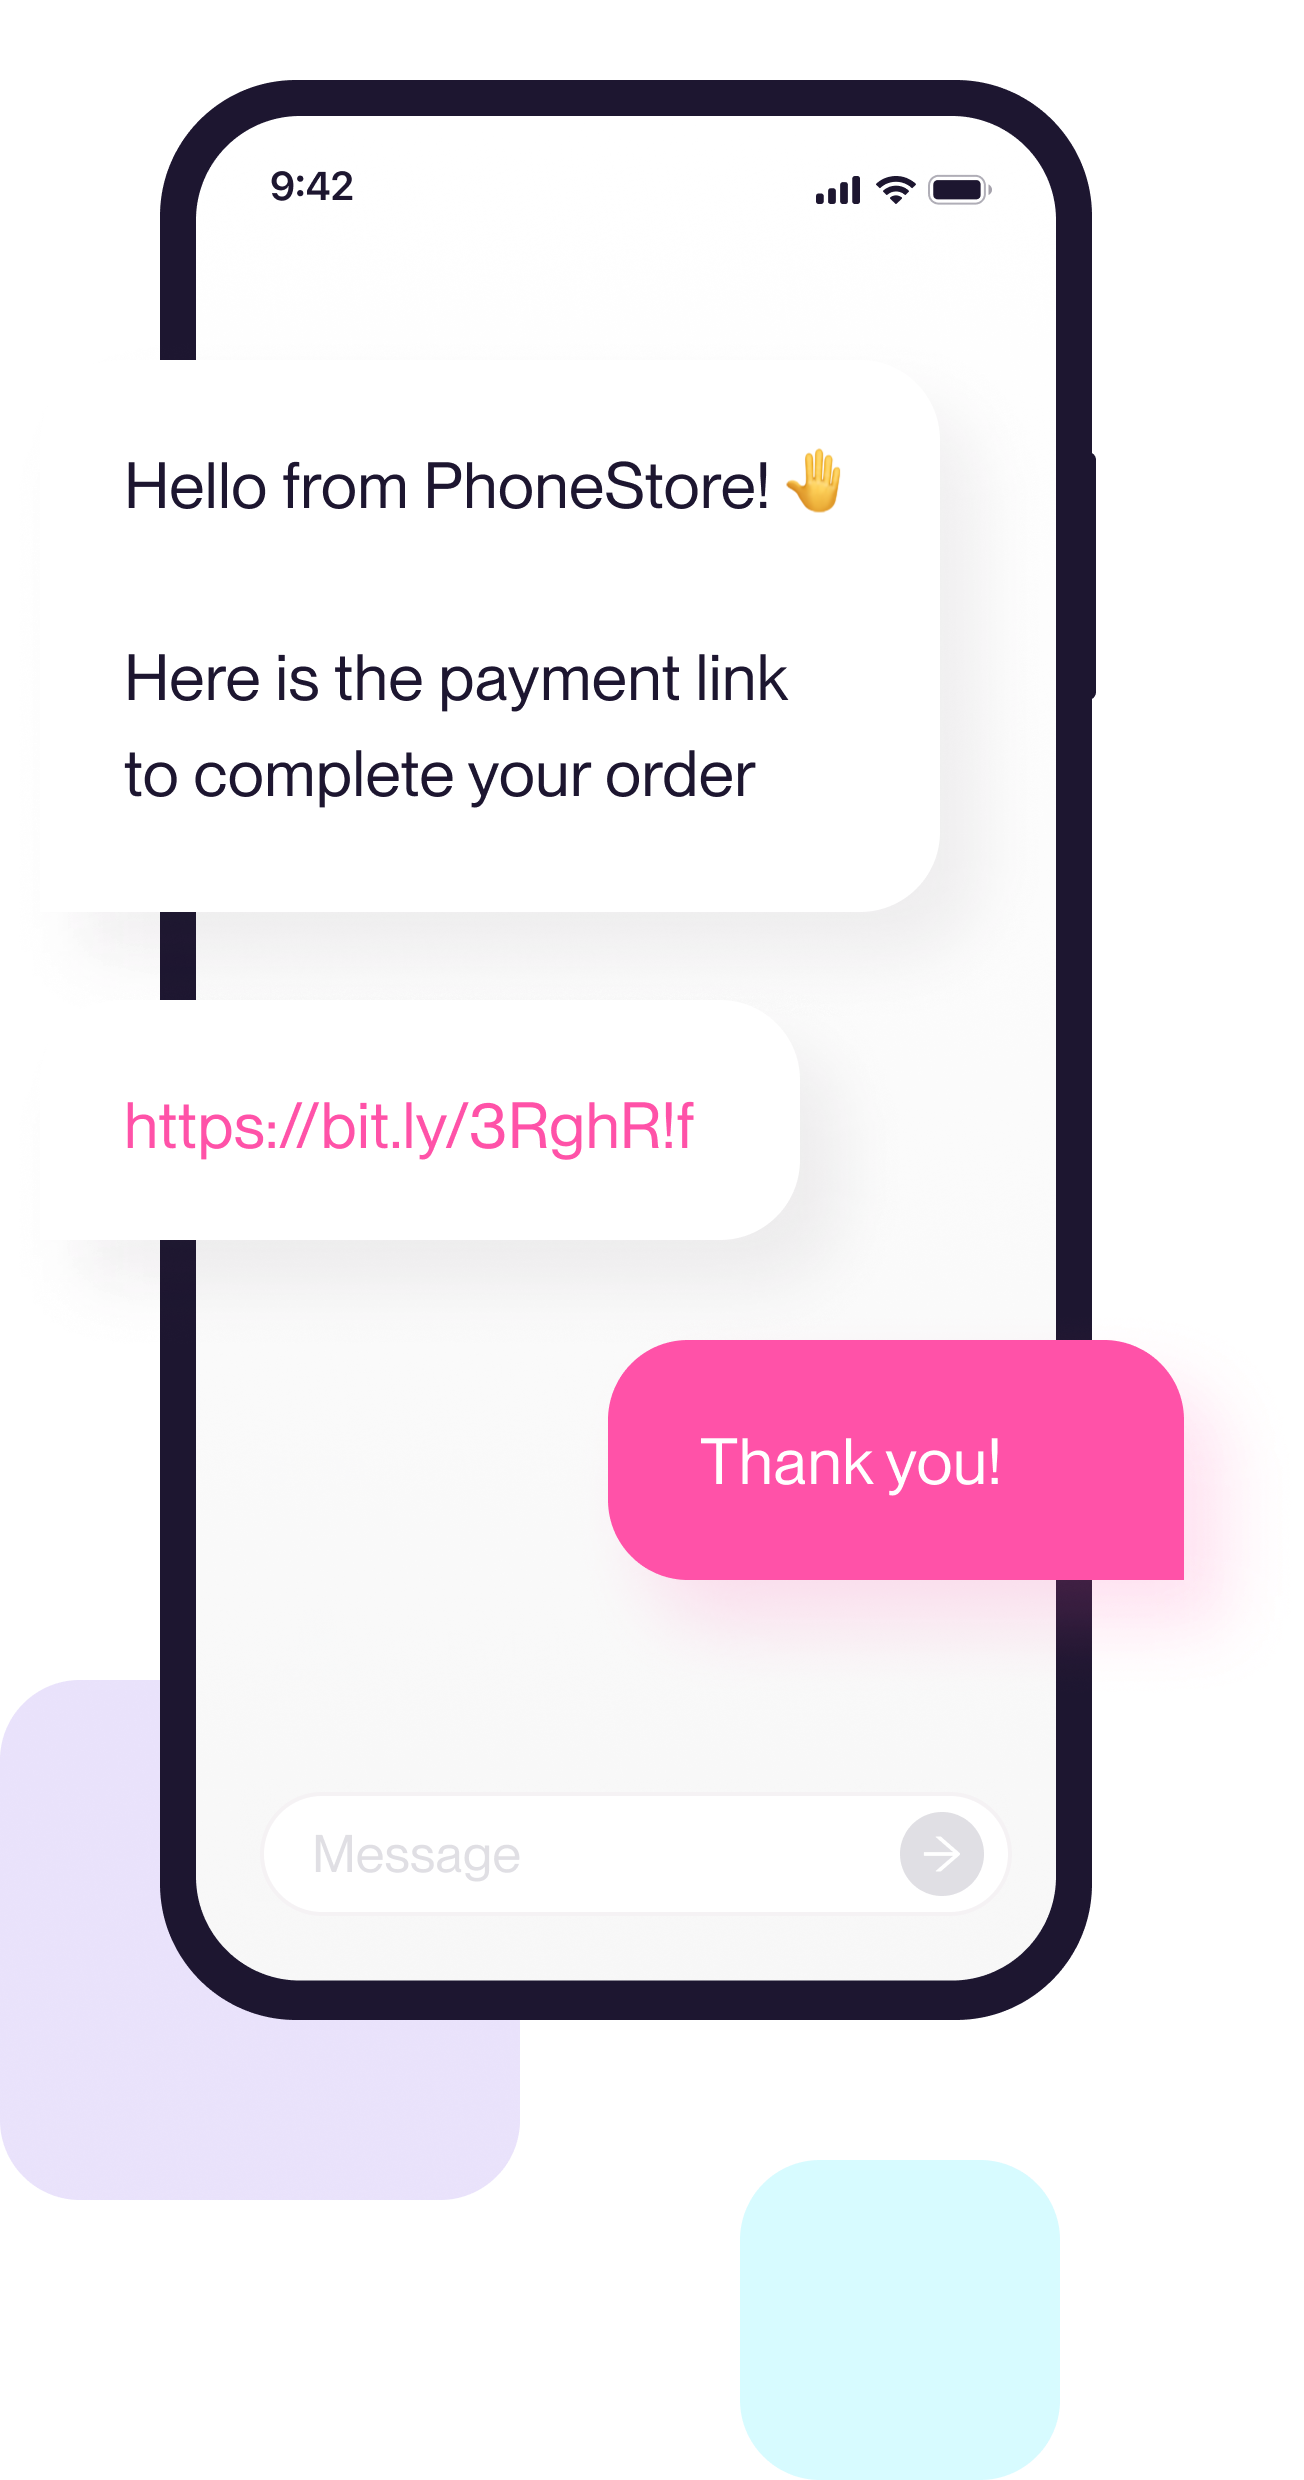 9:42
Hello from PhoneStore! 🤚
Here is the payment link
to complete your order
https://bit.ly/3RghR!f
Thank you!
Message